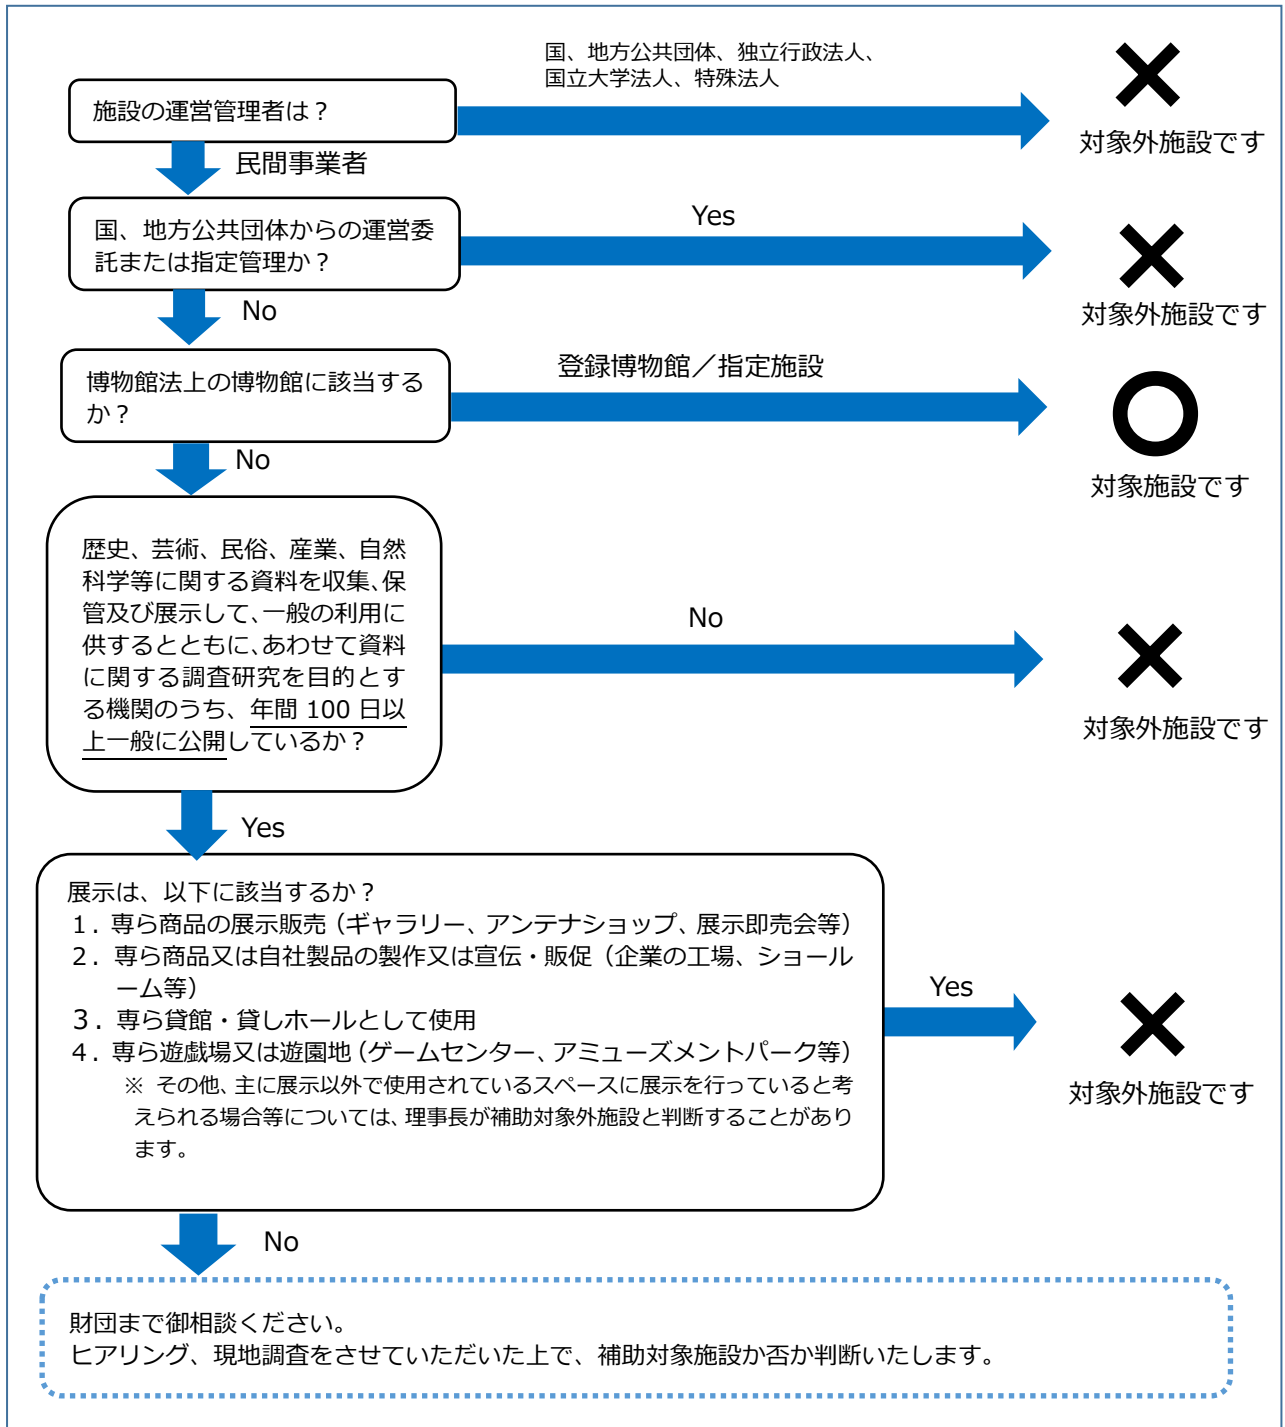 国、地方公共団体、独立行政法人、
国立大学法人、特殊法人
施設の運営管理者は？
対象外施設です
民間事業者
国、地方公共団体からの運営委
託または指定管理か？
Yes
対象外施設です
No
博物館法上の博物館に該当する
か？
登録博物館／指定施設
対象施設です
No
歴史、芸術、民俗、産業、自然
科学等に関する資料を収集、保
管及び展示して、一般の利用に
供するとともに、あわせて資料
に関する調査研究を目的とす
る機関のうち、年間 100 日以
上一般に公開しているか？
No
対象外施設です
Yes
展示は、以下に該当するか？
１．専ら商品の展示販売（ギャラリー、アンテナショップ、展示即売会等）
２．専ら商品又は自社製品の製作又は宣伝・販促（企業の工場、ショール
ーム等）
３．専ら貸館・貸しホールとして使用
４．専ら遊戯場又は遊園地（ゲームセンター、アミューズメントパーク等）
※ その他、主に展示以外で使用されているスペースに展示を行っていると考
えられる場合等については、理事長が補助対象外施設と判断することがあり
ます。
Yes
対象外施設です
No
財団まで御相談ください。
ヒアリング、現地調査をさせていただいた上で、補助対象施設か否か判断いたします。